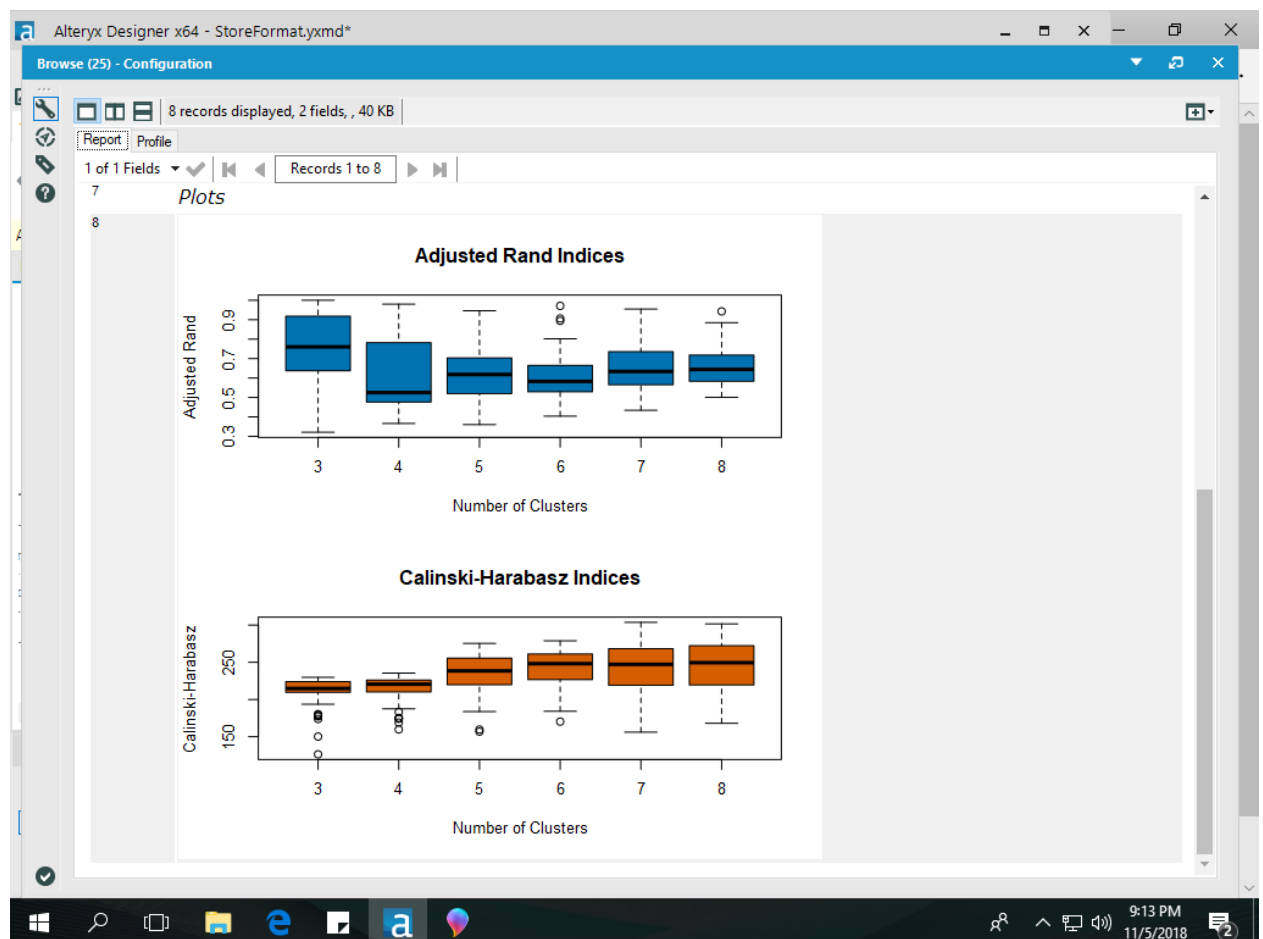 Alteryx Designer x64 - StoreFormat.yxmd*
Browse (25) - Configuration
8 records displayed, 2 fields, , 40 KB
Report Profile
1 of 1 Fields Records 1 to 8
7 Plots
8
Adjusted Rand Indices
Adjusted Rand
0.9
0.7
0.5
0.3
3 4 5 6 7 8
Number of Clusters
Calinski-Harabasz Indices
Calinski-Harabasz
250
150
3 4 5 6 7 8
Number of Clusters
9:13 PM
11/5/2018
2